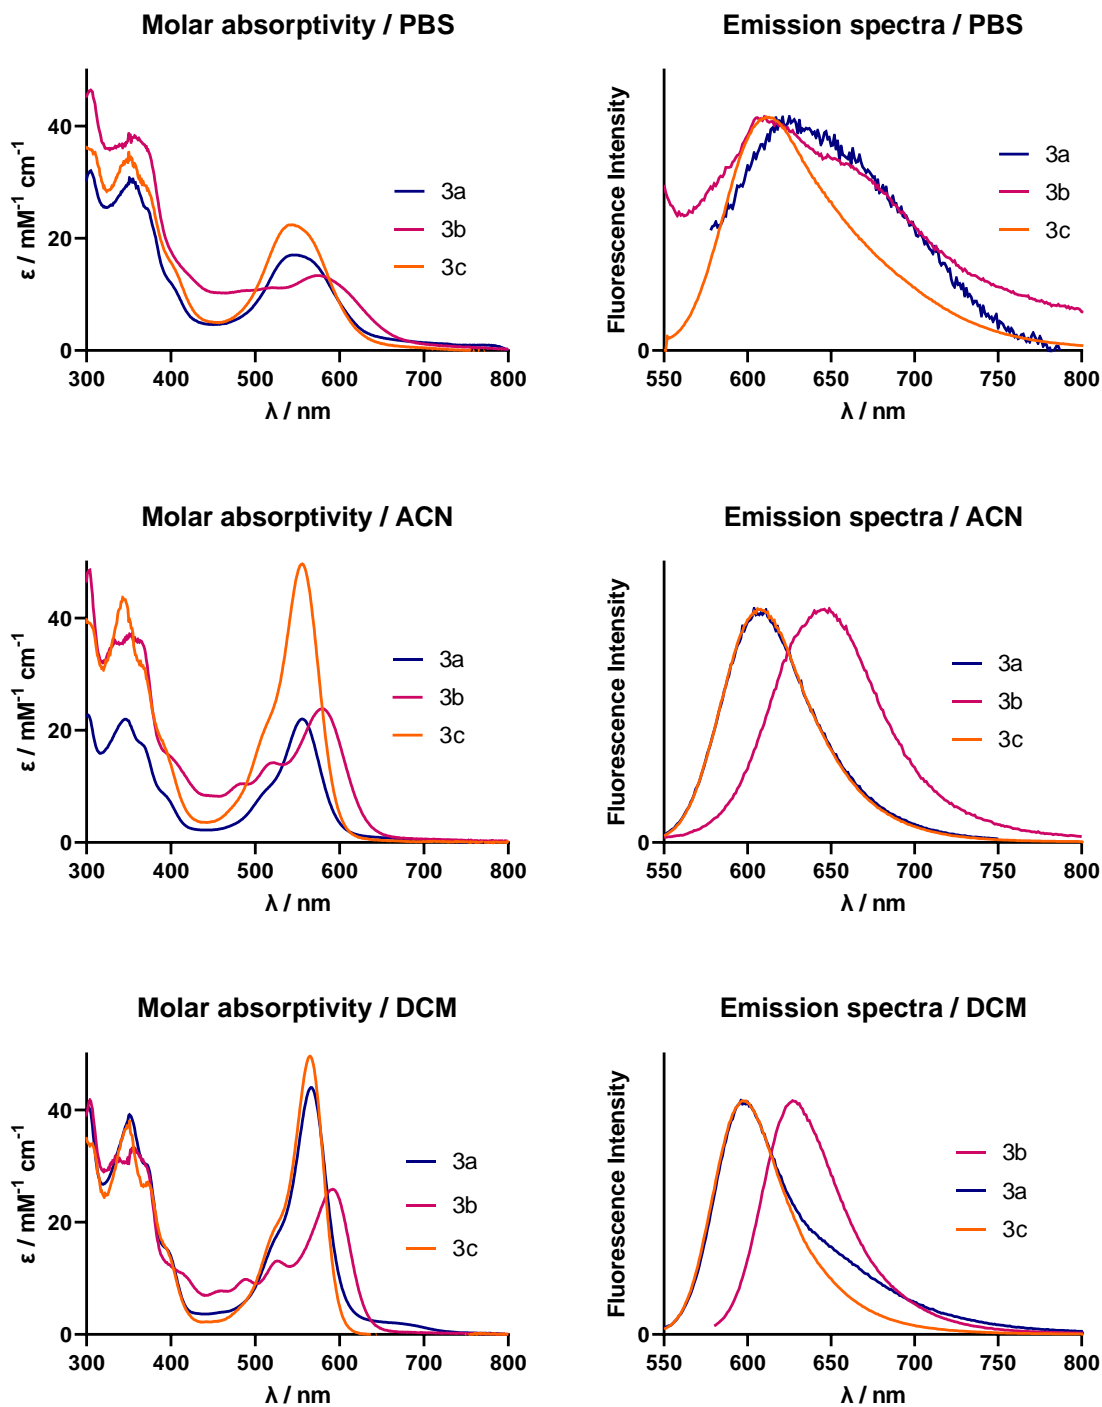 Molar absorptivity / PBS
ε / mM⁻¹ cm⁻¹
40
20
0
300 400 500 600 700 800
λ / nm
3a
3b
3c
Emission spectra / PBS
Fluorescence Intensity
0
550 600 650 700 750 800
λ / nm
3a
3b
3c
Molar absorptivity / ACN
ε / mM⁻¹ cm⁻¹
40
20
0
300 400 500 600 700 800
λ / nm
3a
3b
3c
Emission spectra / ACN
Fluorescence Intensity
0
550 600 650 700 750 800
λ / nm
3a
3b
3c
Molar absorptivity / DCM
ε / mM⁻¹ cm⁻¹
40
20
0
300 400 500 600 700 800
λ / nm
3a
3b
3c
Emission spectra / DCM
Fluorescence Intensity
0
550 600 650 700 750 800
λ / nm
3b
3a
3c